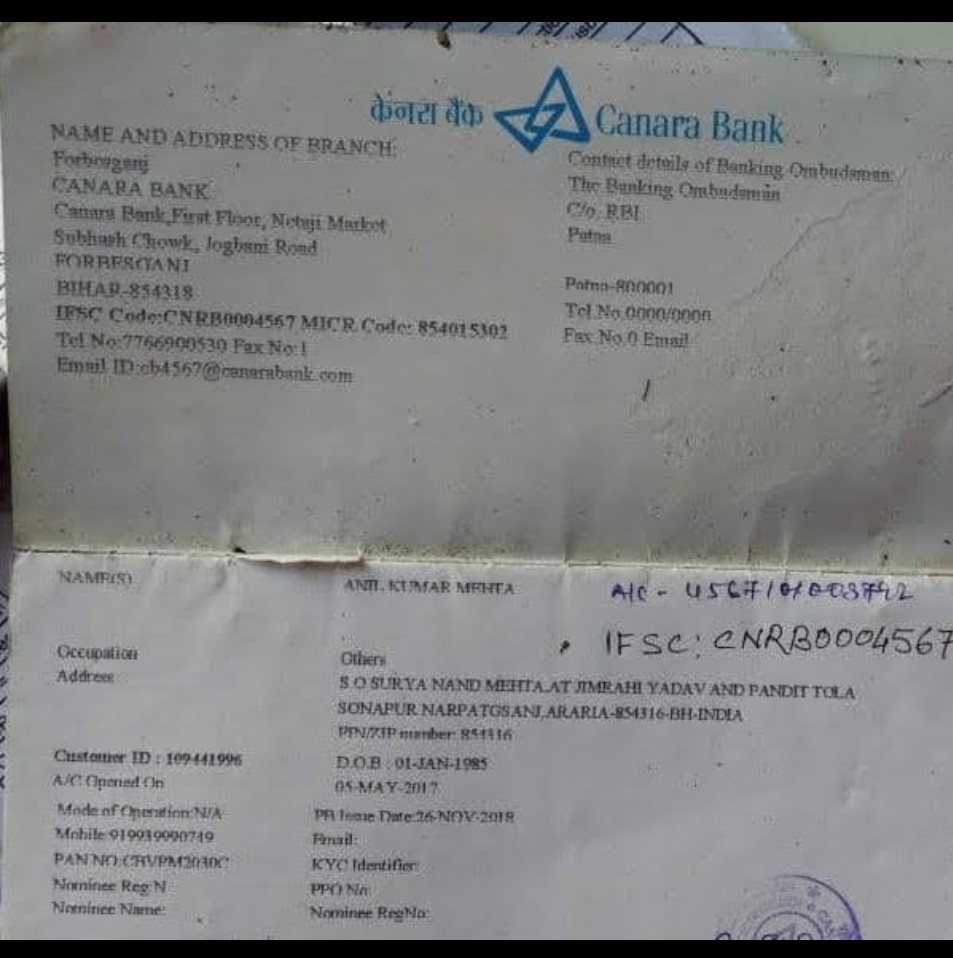 केनरा बैंक Canara Bank
NAME AND ADDRESS OF BRANCH:
Forbesganj
CANARA BANK
Canara Bank,First Floor, Netaji Market
Subhash Chowk, Jogbani Road
FORBESGANJ
BIHAR-854318
IFSC Code:CNRB0004567 MICR Code: 854015302
Tel No:7766900530 Fax No:1
Email ID:cb4567@canarabank.com
Contact details of Banking Ombudsman:
The Banking Ombudsman
C/o. RBI
Patna
Patna-800001
Tel.No.0000/0000
Fax.No.0 Email
NAME(S) ANIL KUMAR MEHTA
A/C - 4567101003742
IFSC: CNRB0004567
Occupation Others
Address S O SURYA NAND MEHTA,AT JIMRAHI YADAV AND PANDIT TOLA
SONAPUR NARPATGSANJ,ARARIA-854316-BH-INDIA
PIN/ZIP 854316
Customer ID : 109441996 D.O.B : 01-JAN-1985
A/C Opened On 05-MAY-2017
Mode of Operation:N/A PB Issue Date:26-NOV-2018
Mobile:919939990749 Email:
PAN NO: KYC Identifier:
Nominee Reg:N PPO No:
Nominee Name: Nominee RegNo: